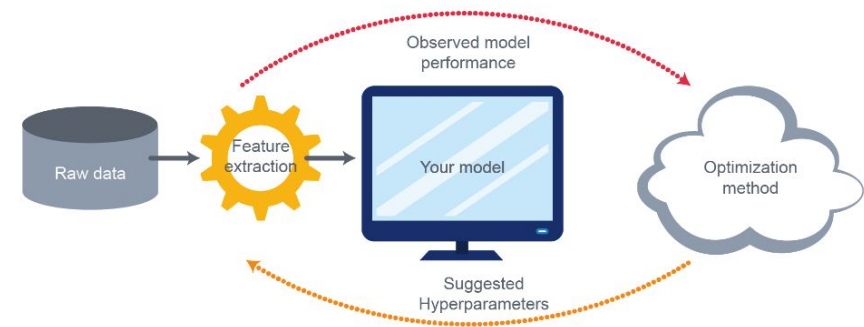 Observed model
performance
Raw data
Feature
extraction
Your model
Optimization
method
Suggested
Hyperparameters